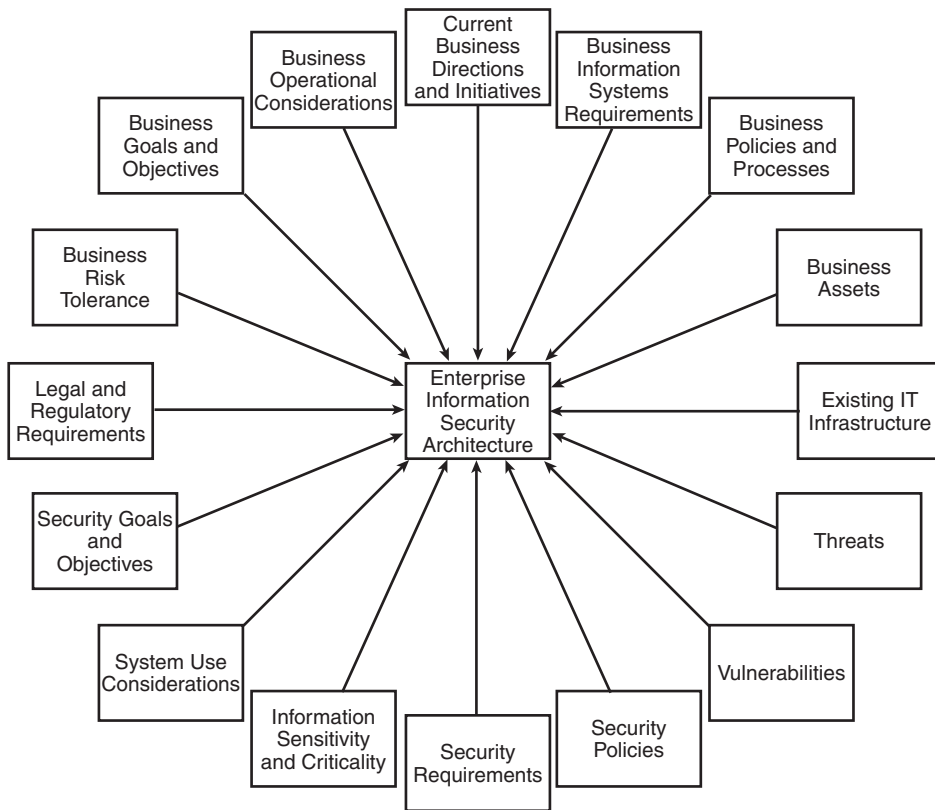 Current
Business
Directions
and Initiatives
Business
Operational
Considerations
Business
Information
Systems
Requirements
Business
Goals and
Objectives
Business
Policies and
Processes
Business
Risk
Tolerance
Business
Assets
Legal and
Regulatory
Requirements
Enterprise
Information
Security
Architecture
Existing IT
Infrastructure
Security Goals
and
Objectives
Threats
System Use
Considerations
Vulnerabilities
Information
Sensitivity
and Criticality
Security
Requirements
Security
Policies